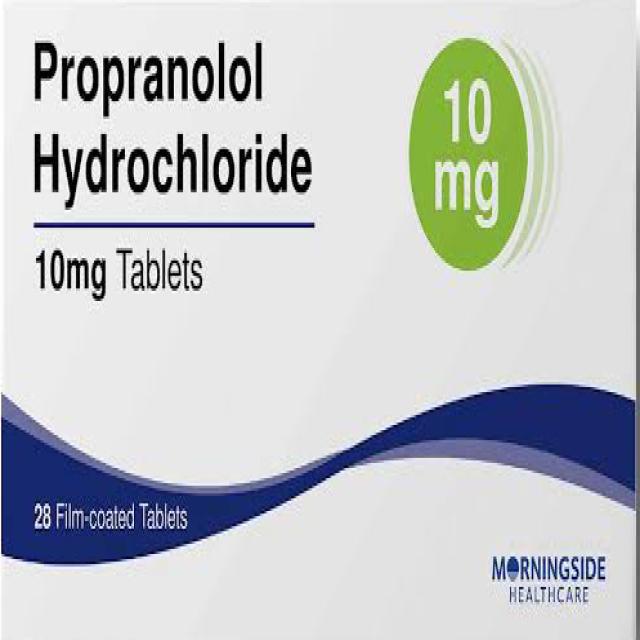 Propranolol
Hydrochloride
10mg Tablets
10
mg
28 Film-coated Tablets
MORNINGSIDE
HEALTHCARE